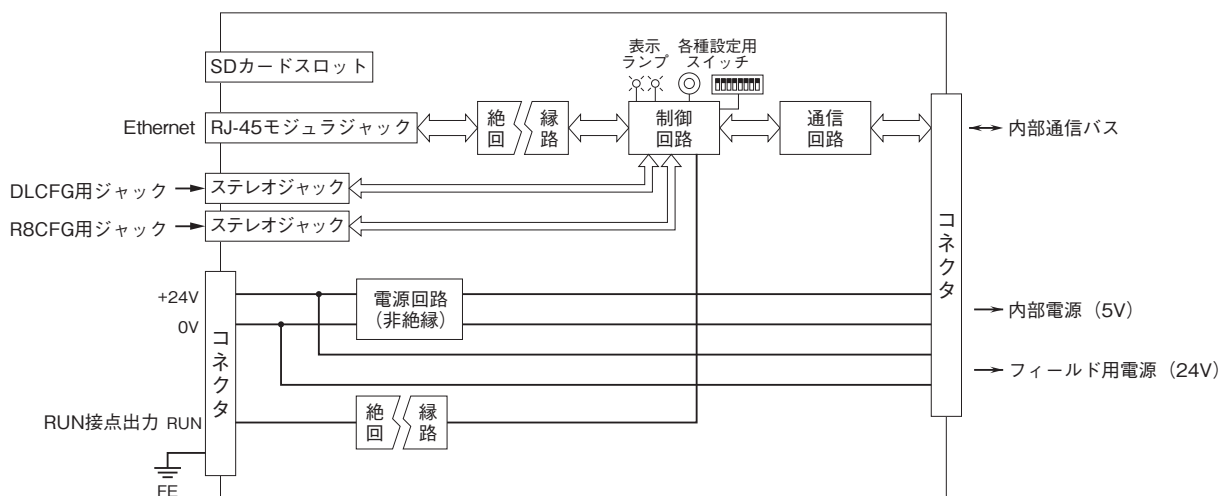 表示
ランプ
各種設定用
スイッチ
SDカードスロット
Ethernet
RJ-45モジュラジャック
絶縁
回路
制御
回路
通信
回路
内部通信バス
DLCFG用ジャック
ステレオジャック
R8CFG用ジャック
ステレオジャック
コネクタ
+24V
0V
電源回路
(非絶縁)
内部電源（5V）
フィールド用電源（24V）
コネクタ
RUN接点出力 RUN
絶縁
回路
FE